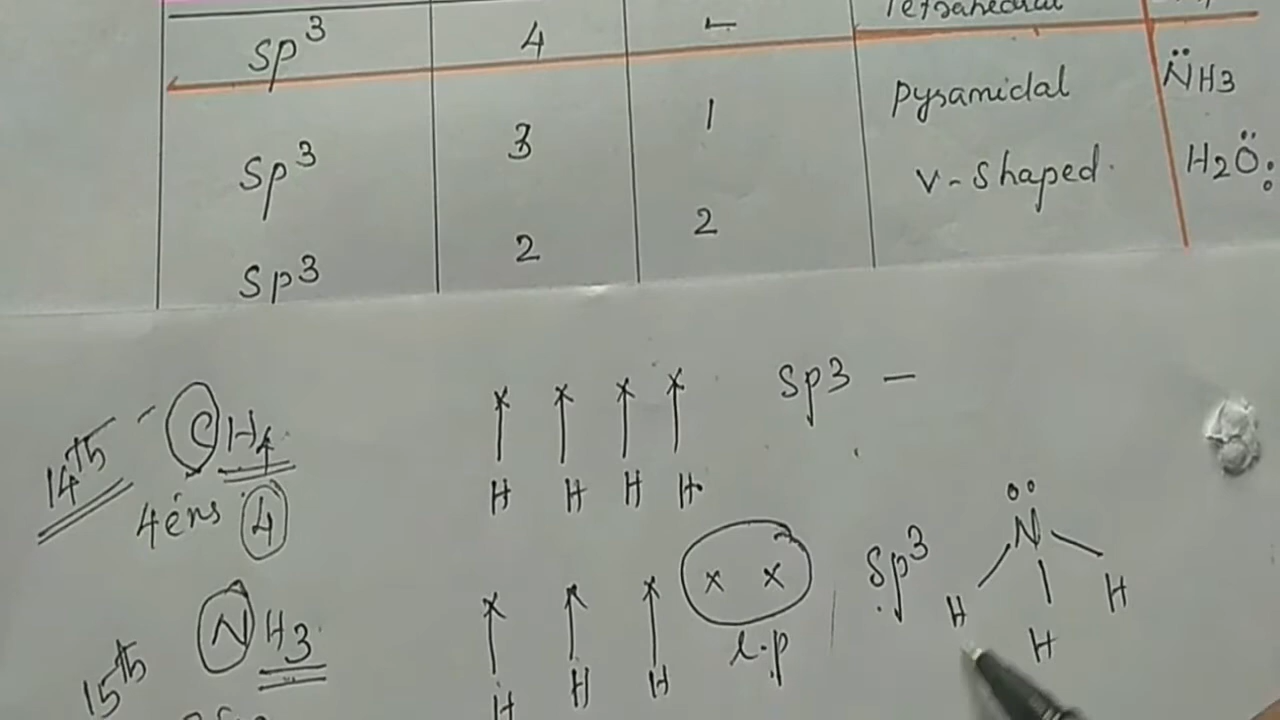 Sp3 4 - Tetrahedral
Sp3 3 1 pyramidal N̈H3
Sp3 2 2 V-shaped. H2Ö:
14th - CH4 Sp3 -
H H H H
4e͞ns 4
N̈
x x Sp3
H H H
15th NH3 l.p
H H H